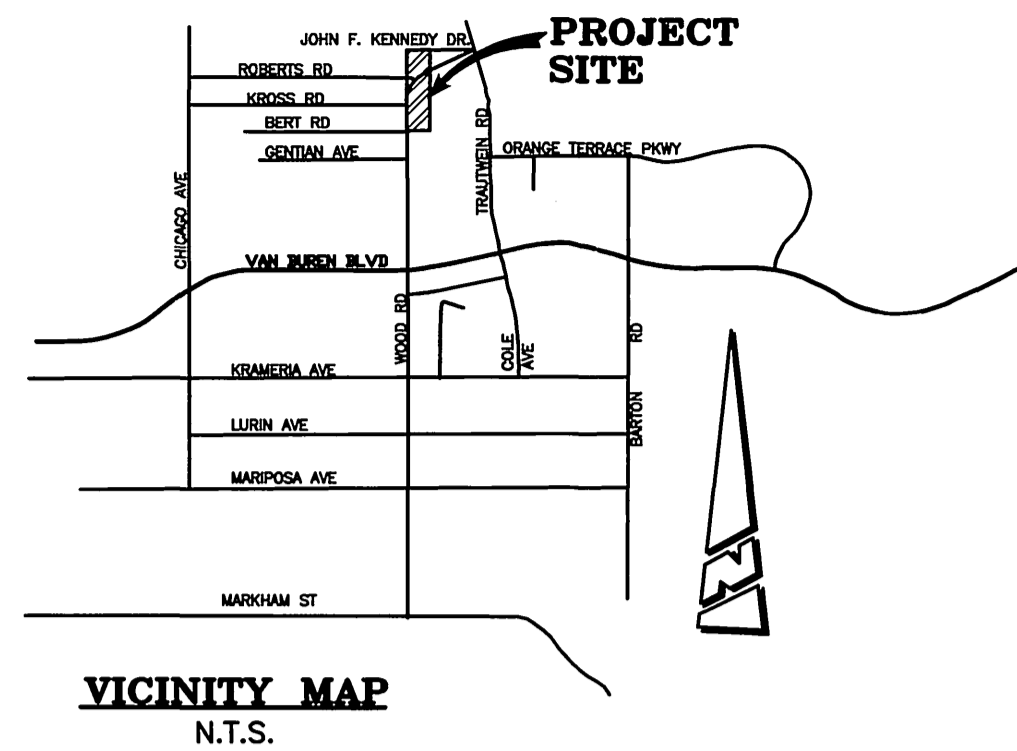 JOHN F. KENNEDY DR.
PROJECT
SITE
ROBERTS RD
KROSS RD
BERT RD
GENTIAN AVE
TRAUTWEIN RD
ORANGE TERRACE PKWY
CHICAGO AVE
VAN BUREN BLVD
WOOD RD
COLE
AVE
BARTON RD
KRAMERIA AVE
LURIN AVE
MARIPOSA AVE
MARKHAM ST
N
VICINITY MAP
N.T.S.